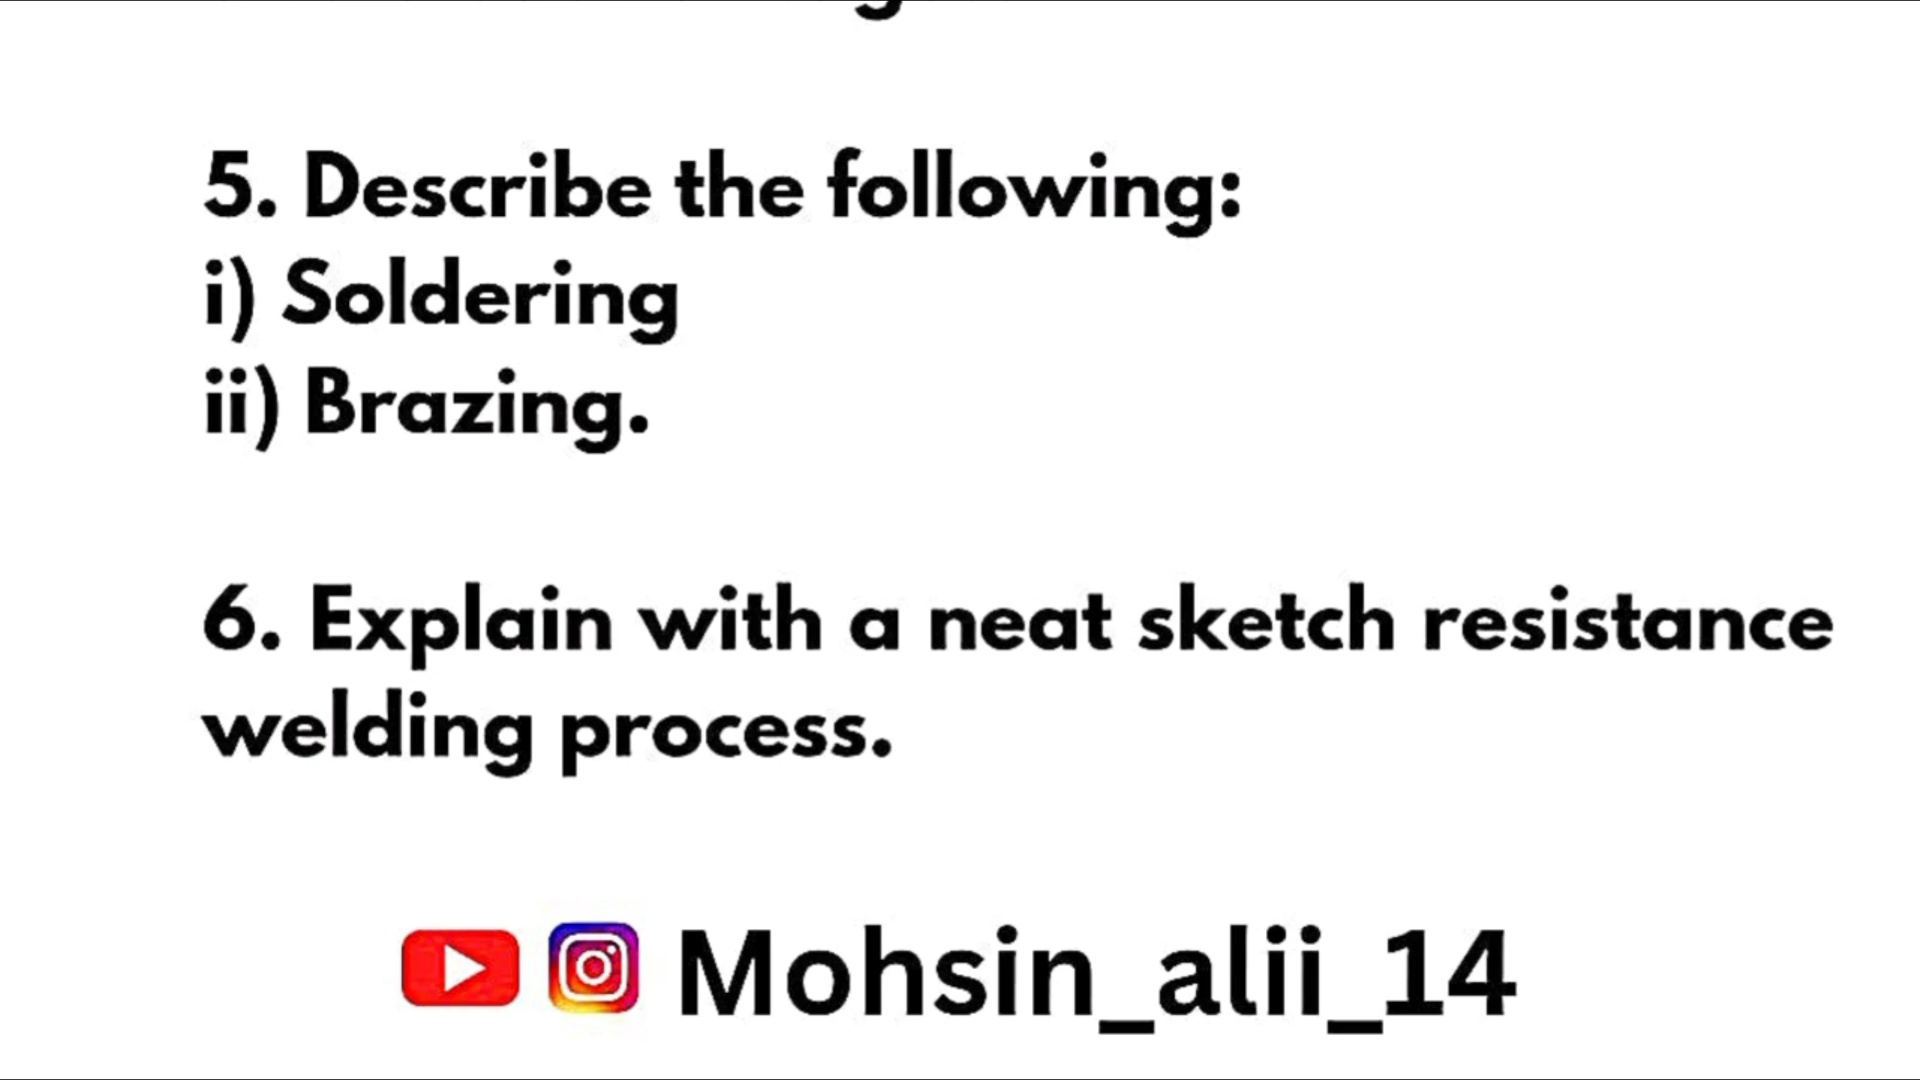 5. Describe the following:
i) Soldering
ii) Brazing.
6. Explain with a neat sketch resistance
welding process.
Mohsin_alii_14